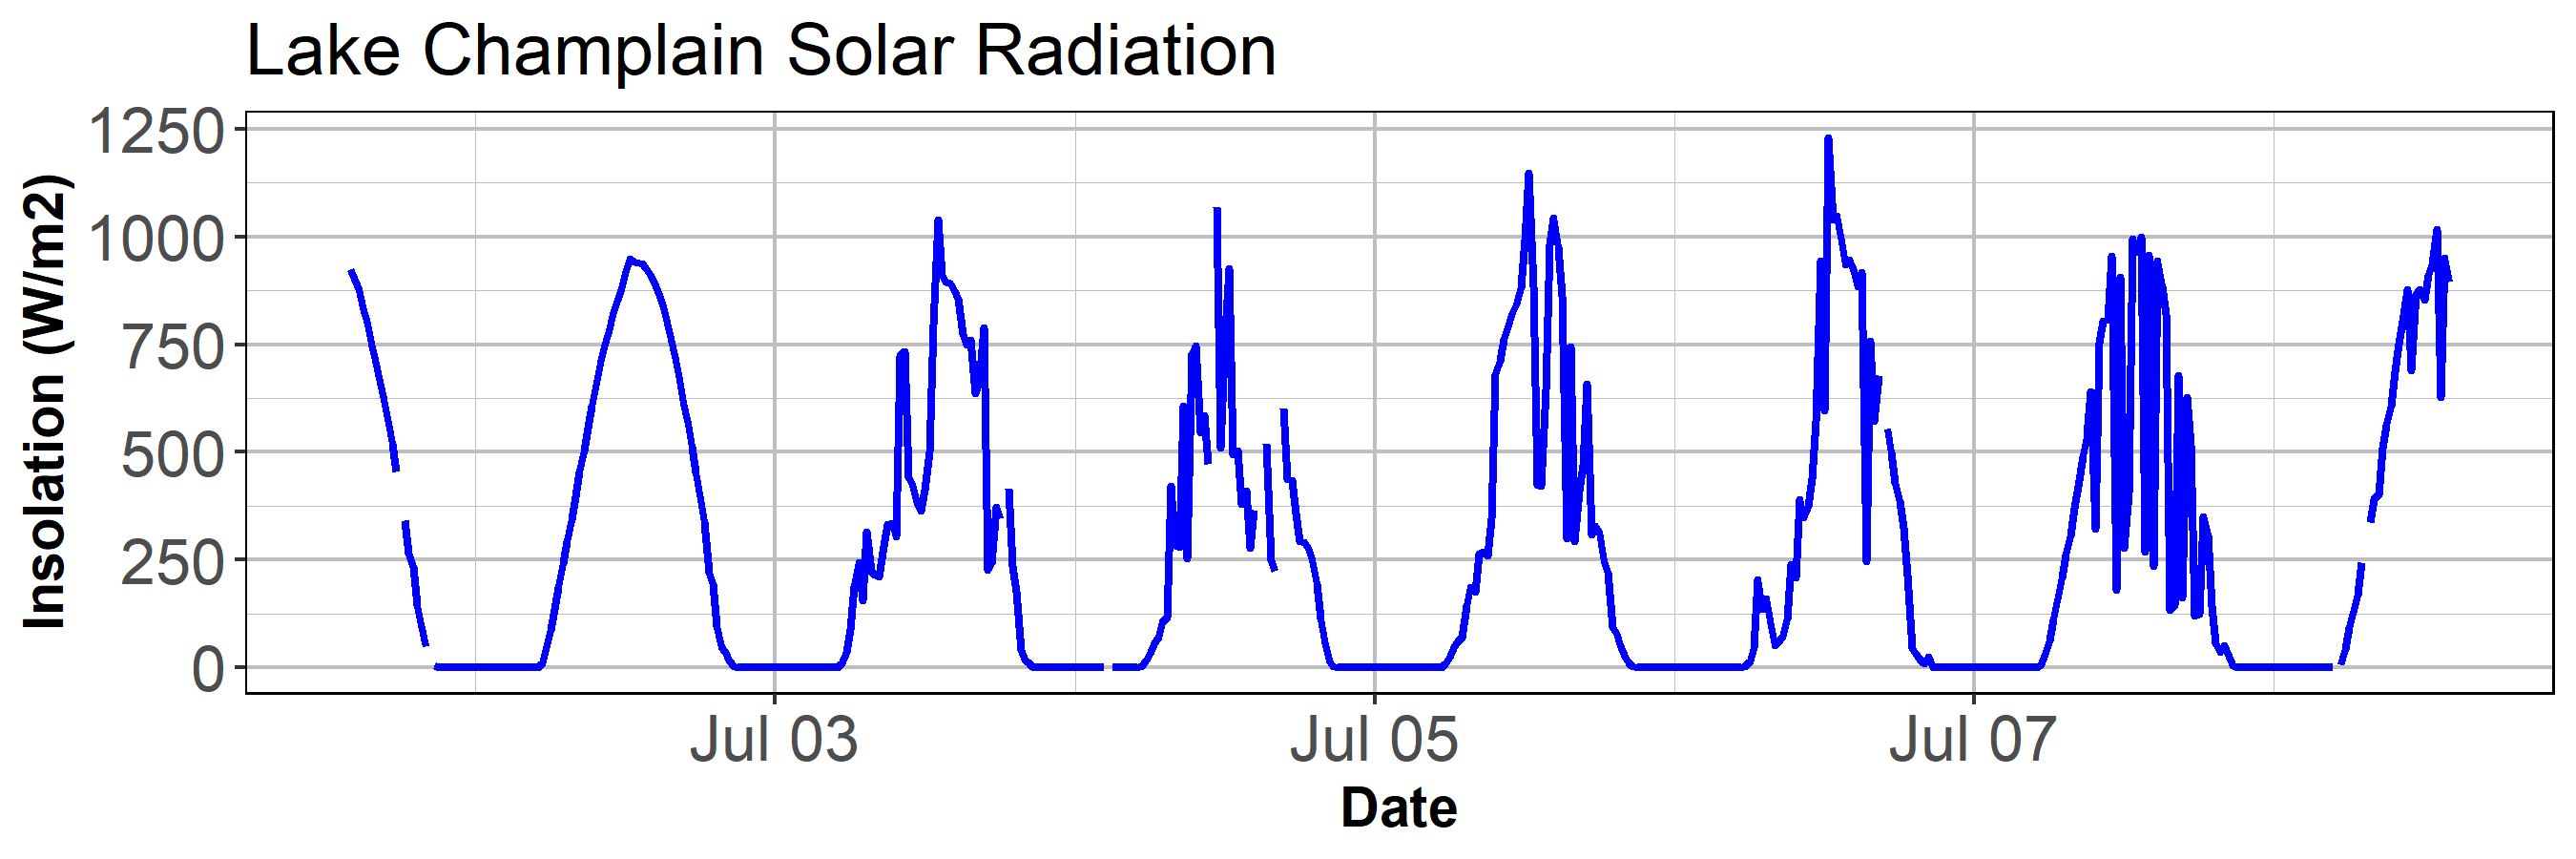 Lake Champlain Solar Radiation
1250
1000
750
500
250
0
Insolation (W/m2)
Jul 03
Jul 05
Jul 07
Date